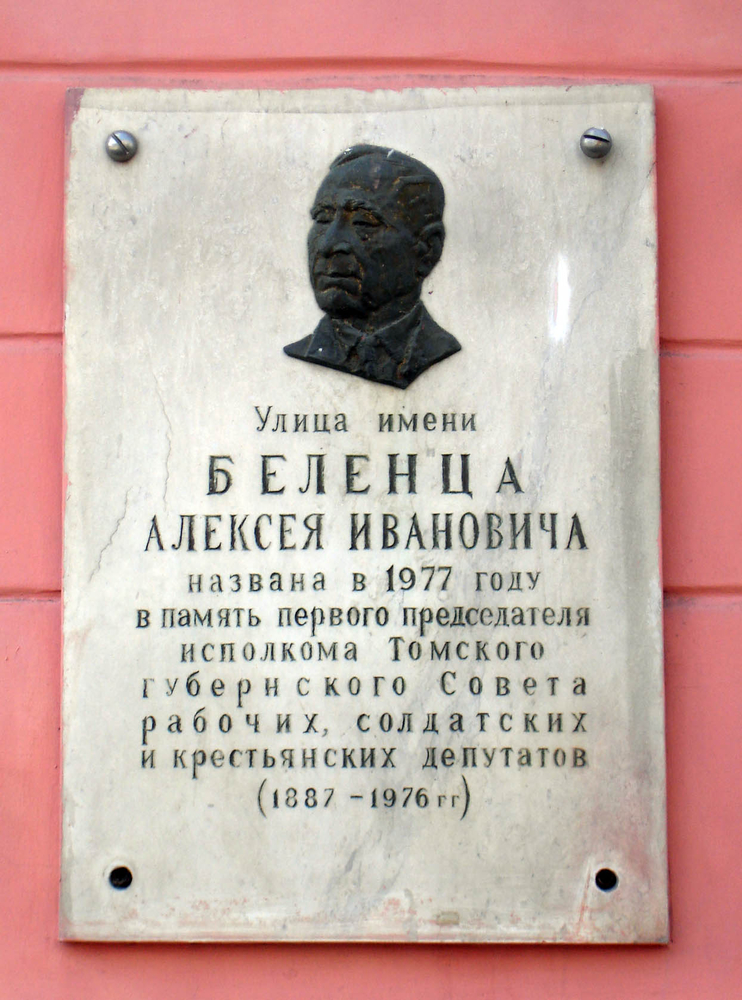 Улица имени
БЕЛЕНЦА
АЛЕКСЕЯ ИВАНОВИЧА
названа в 1977 году
в память первого председателя
исполкома Томского
губернского Совета
рабочих, солдатских
и крестьянских депутатов
(1887 - 1976 гг)